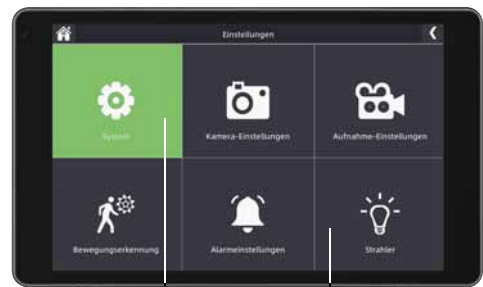 Einstellungen
System
Kamera-Einstellungen
Aufnahme-Einstellungen
Bewegungserkennung
Alarmeinstellungen
Strahler